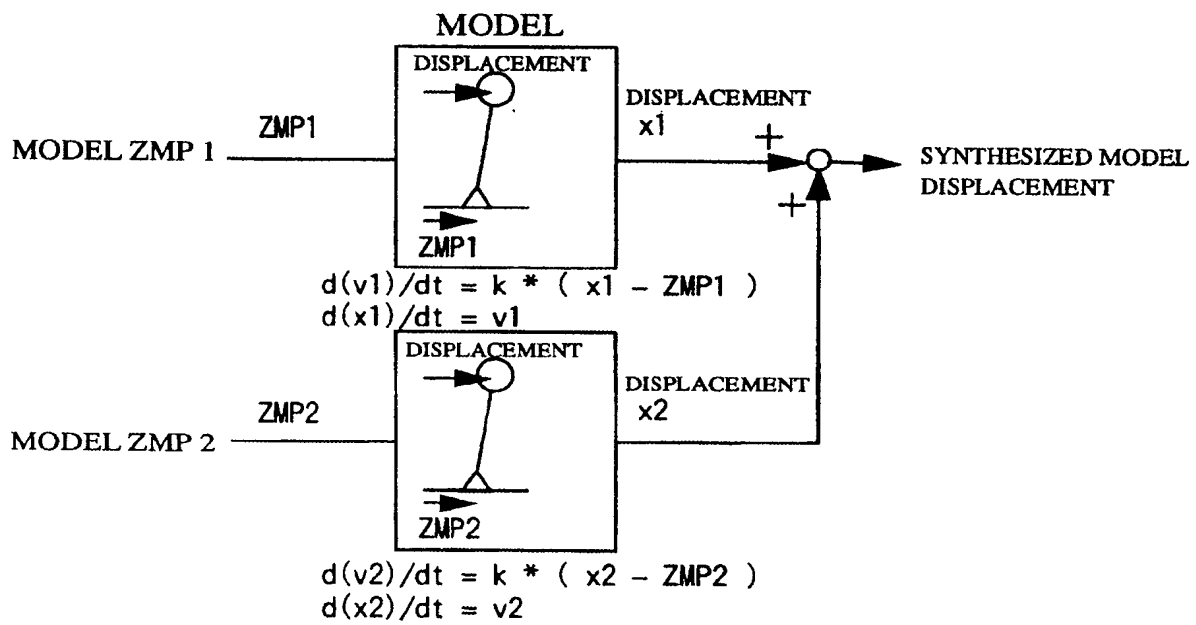 MODEL
DISPLACEMENT
ZMP1
MODEL ZMP 1
ZMP1
DISPLACEMENT
x1
+
+
SYNTHESIZED MODEL
DISPLACEMENT
d(v1)/dt = k * ( x1 - ZMP1 )
d(x1)/dt = v1
DISPLACEMENT
ZMP2
MODEL ZMP 2
ZMP2
DISPLACEMENT
x2
d(v2)/dt = k * ( x2 - ZMP2 )
d(x2)/dt = v2